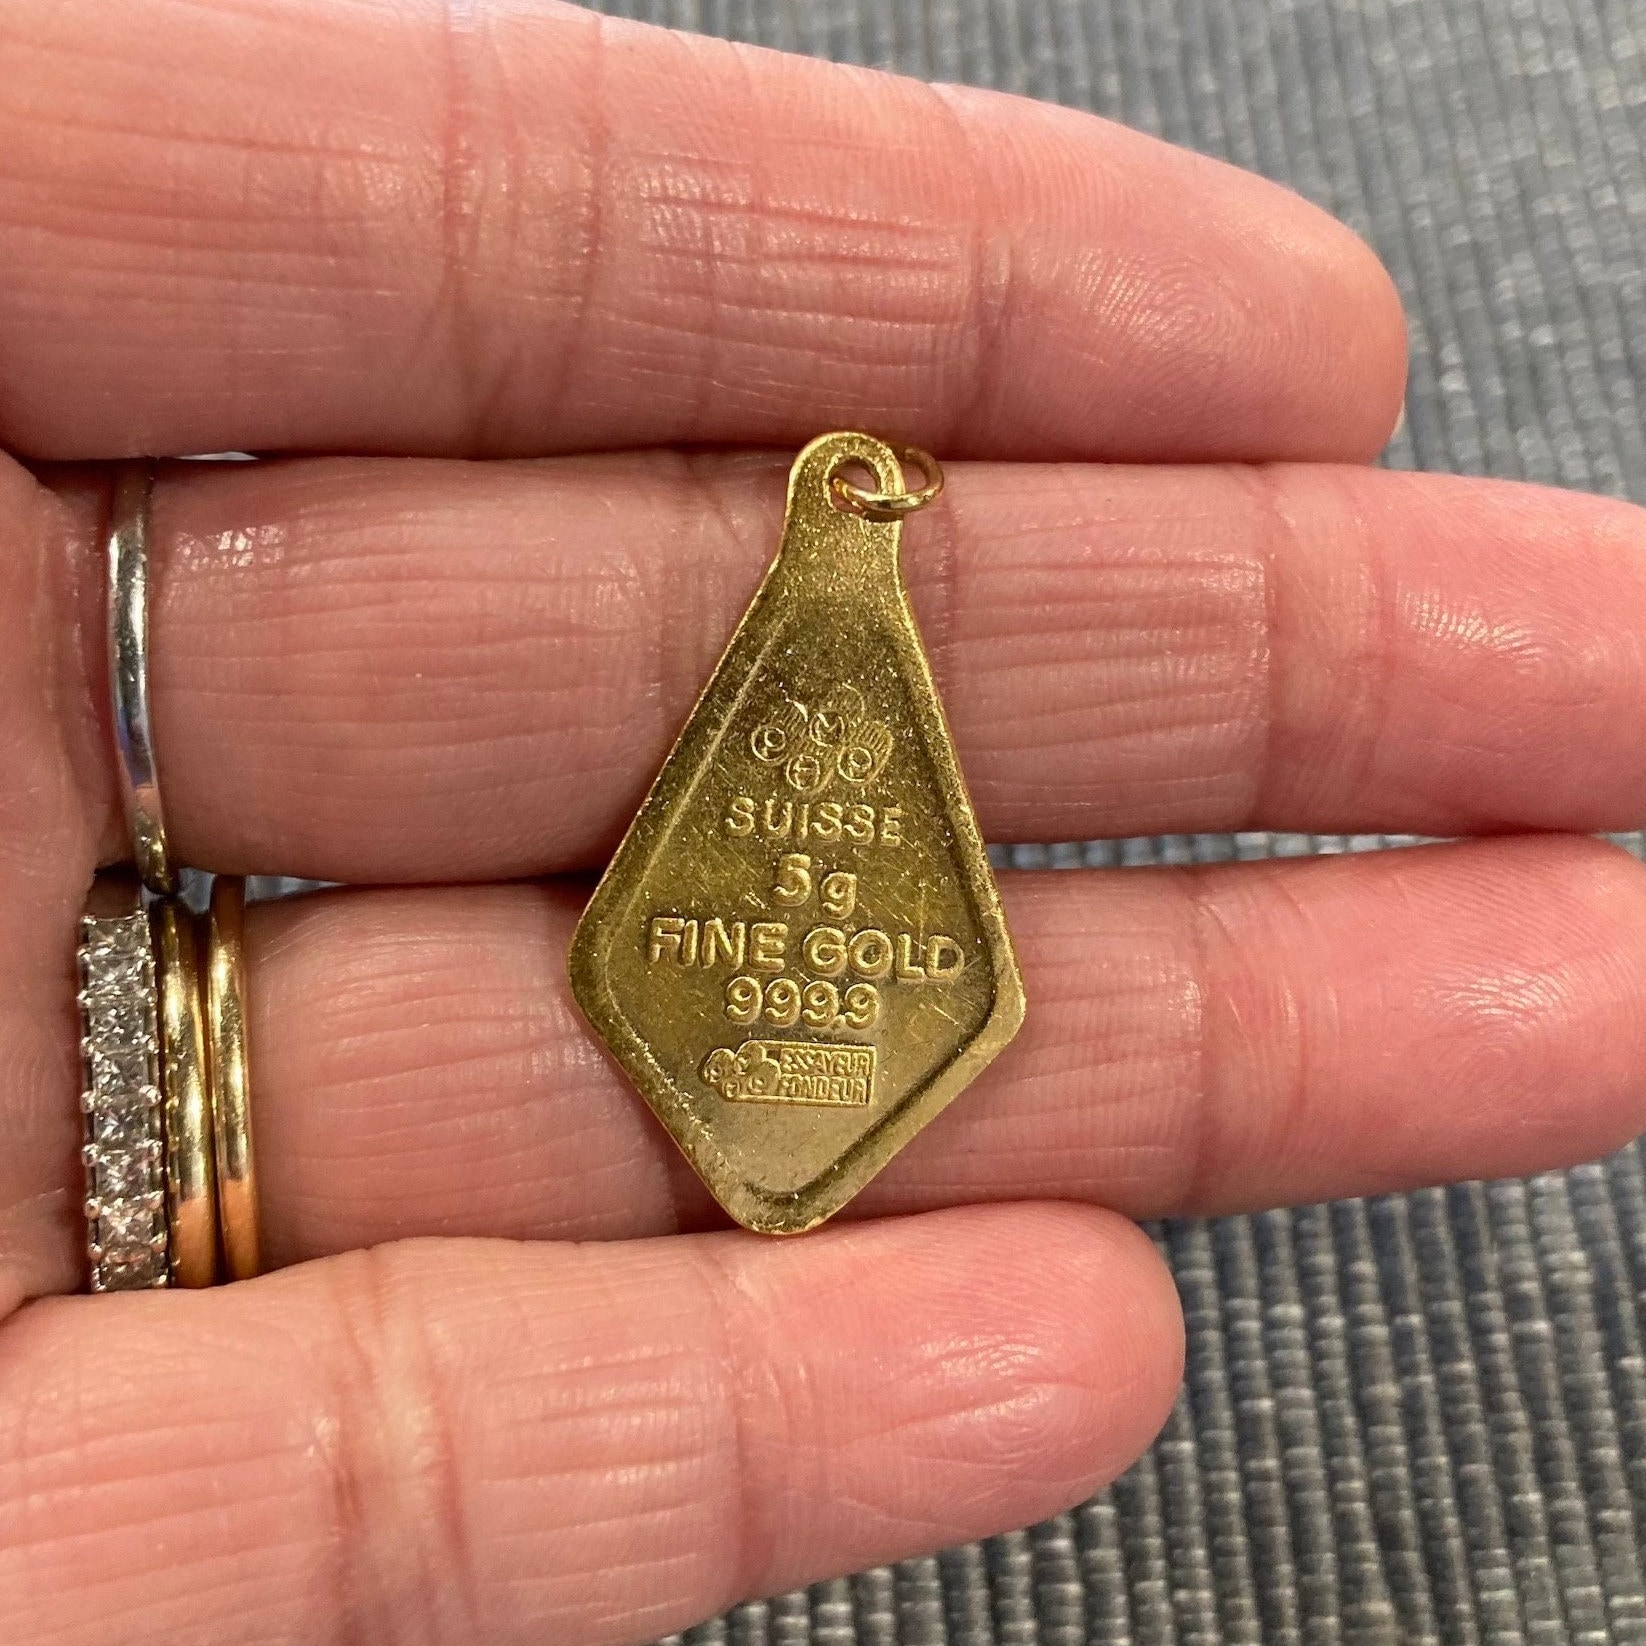 P A M P
SUISSE
5g
FINE GOLD
999.9
ESSAYEUR
FONDEUR